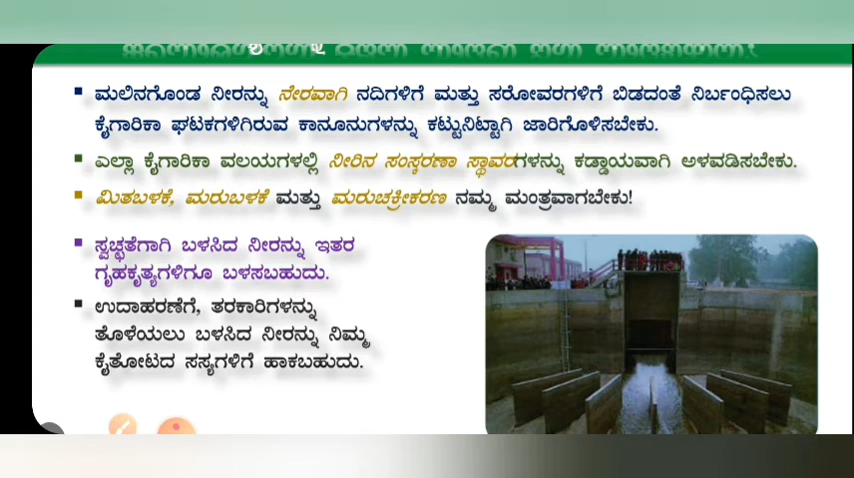 ಮಲಿನಗೊಂಡ ನೀರನ್ನು ನೇರವಾಗಿ ನದಿಗಳಿಗೆ ಮತ್ತು ಸರೋವರಗಳಿಗೆ ಬಿಡದಂತೆ ನಿರ್ಬಂಧಿಸಲು
ಕೈಗಾರಿಕಾ ಘಟಕಗಳಿಗಿರುವ ಕಾನೂನುಗಳನ್ನು ಕಟ್ಟುನಿಟ್ಟಾಗಿ ಜಾರಿಗೊಳಿಸಬೇಕು.
ಎಲ್ಲಾ ಕೈಗಾರಿಕಾ ವಲಯಗಳಲ್ಲಿ ನೀರಿನ ಸಂಸ್ಕರಣಾ ಸ್ಥಾವರಗಳನ್ನು ಕಡ್ಡಾಯವಾಗಿ ಅಳವಡಿಸಬೇಕು.
ಮಿತಬಳಕೆ, ಮರುಬಳಕೆ ಮತ್ತು ಮರುಚಕ್ರೀಕರಣ ನಮ್ಮ ಮಂತ್ರವಾಗಬೇಕು!
ಸ್ವಚ್ಛತೆಗಾಗಿ ಬಳಸಿದ ನೀರನ್ನು ಇತರ
ಗೃಹಕೃತ್ಯಗಳಿಗೂ ಬಳಸಬಹುದು.
ಉದಾಹರಣೆಗೆ, ತರಕಾರಿಗಳನ್ನು
ತೊಳೆಯಲು ಬಳಸಿದ ನೀರನ್ನು ನಿಮ್ಮ
ಕೈತೋಟದ ಸಸ್ಯಗಳಿಗೆ ಹಾಕಬಹುದು.